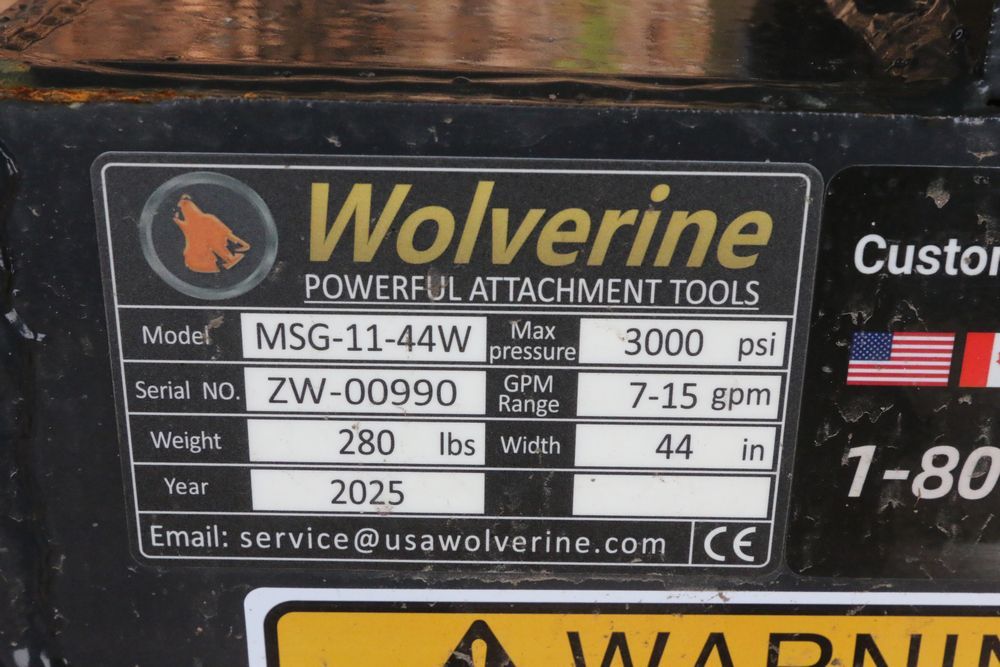 Wolverine
POWERFUL ATTACHMENT TOOLS
Model MSG-11-44W Max pressure 3000 psi
Serial NO. ZW-00990 GPM Range 7-15 gpm
Weight 280 lbs Width 44 in
Year 2025
Email: service@usawolverine.com CE
1-80